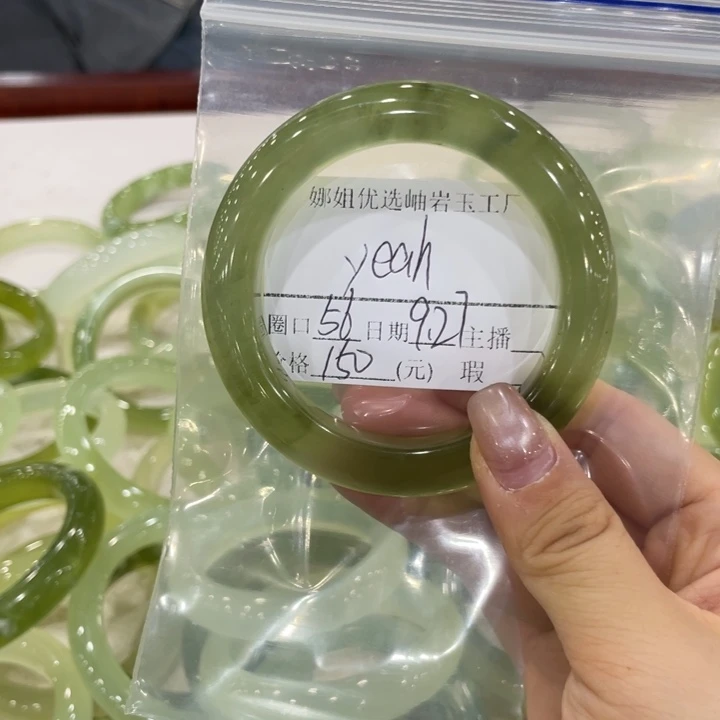 娜姐优选岫岩玉工厂
yeah
圈口 56 日期 9.27 主播
格 150 (元) 瑕